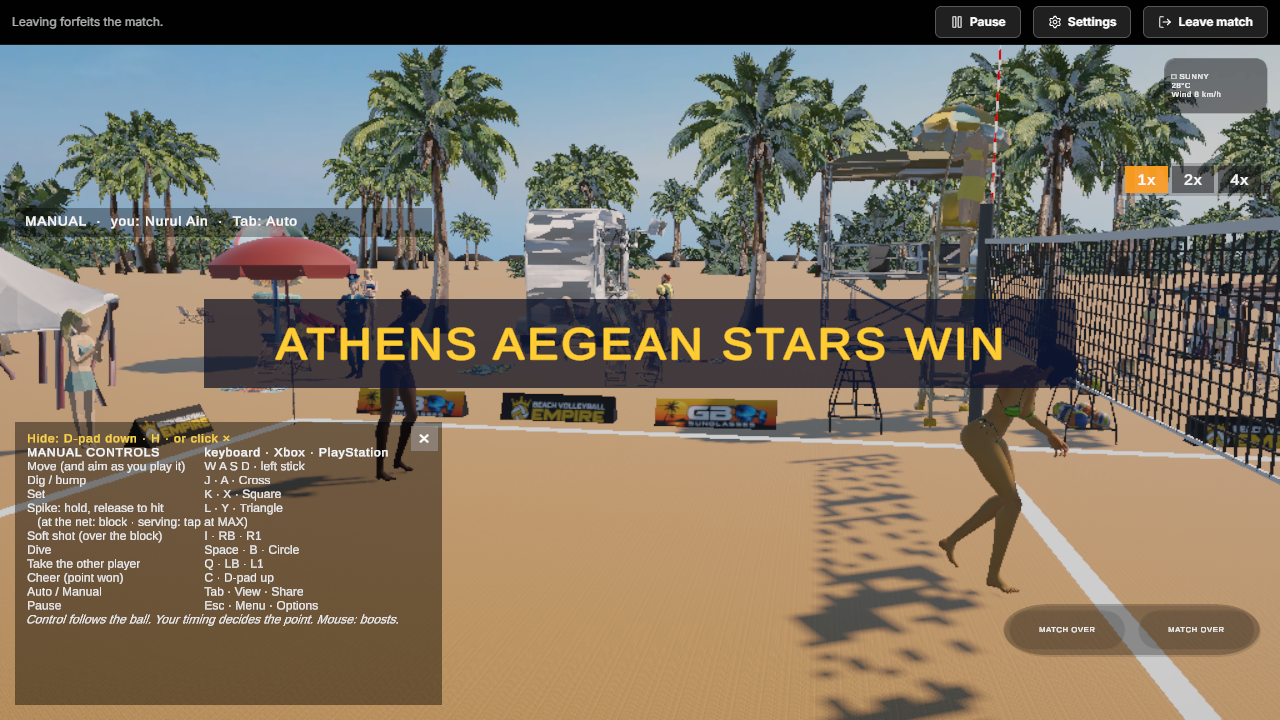 Leaving forfeits the match.
Pause
Settings
Leave match
SUNNY
28°C
Wind 6 km/h
1x 2x 4x
MANUAL · you: Nurul Ain · Tab: Auto
ATHENS AEGEAN STARS WIN
BEACH VOLLEYBALL
EMPIRE
GB
SUNGLASSES
Hide: D-pad down · H · or click ×
MANUAL CONTROLS keyboard · Xbox · PlayStation
Move (and aim as you play it) W A S D · left stick
Dig / bump J · A · Cross
Set K · X · Square
Spike: hold, release to hit L · Y · Triangle
(at the net: block · serving: tap at MAX)
Soft shot (over the block) I · RB · R1
Dive Space · B · Circle
Take the other player Q · LB · L1
Cheer (point won) C · D-pad up
Auto / Manual Tab · View · Share
Pause Esc · Menu · Options
Control follows the ball. Your timing decides the point. Mouse: boosts.
MATCH OVER
MATCH OVER